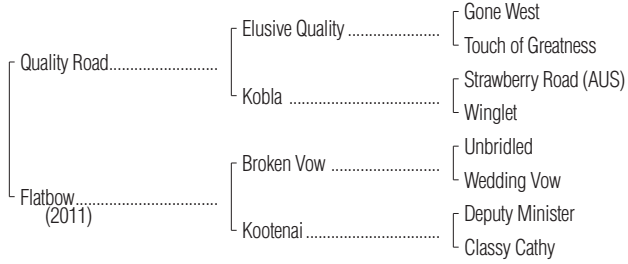 Gone West
Elusive Quality
Touch of Greatness
Quality Road
Strawberry Road (AUS)
Kobla
Winglet
Unbridled
Broken Vow
Wedding Vow
Flatbow
(2011)
Deputy Minister
Kootenai
Classy Cathy